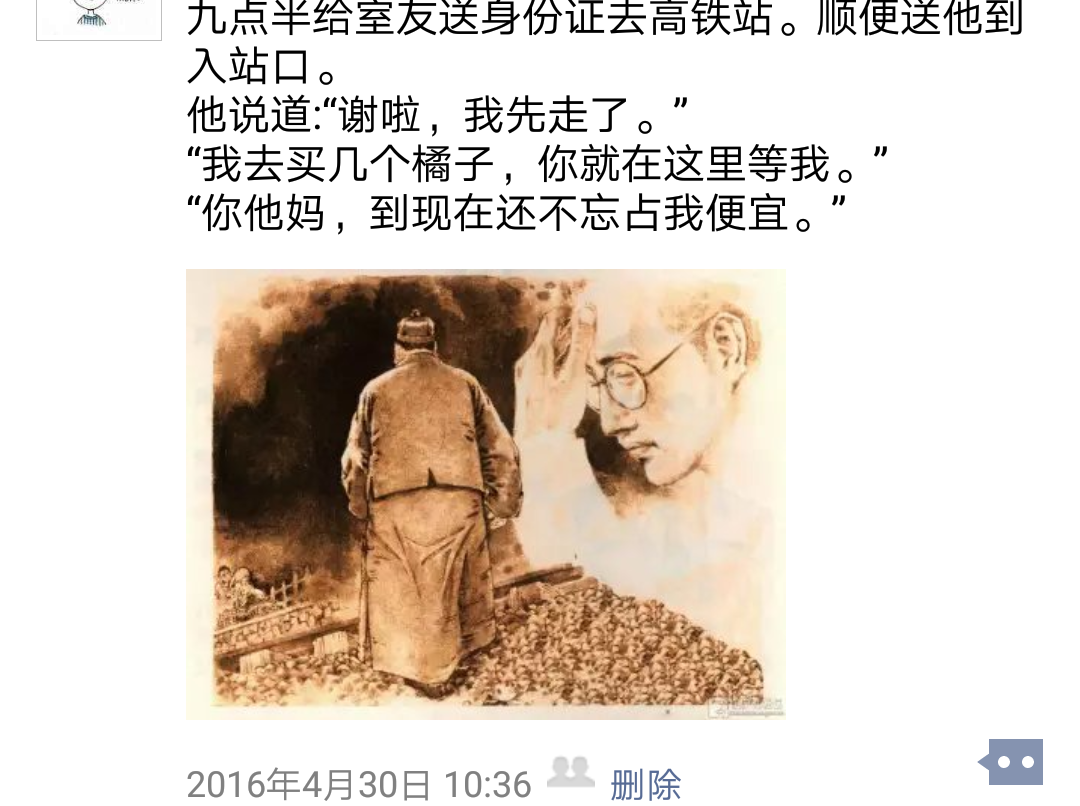 九点半给室友送身份证去高铁站。顺便送他到
入站口。
他说道:“谢啦，我先走了。”
“我去买几个橘子，你就在这里等我。”
“你他妈，到现在还不忘占我便宜。”
2016年4月30日 10:36 删除